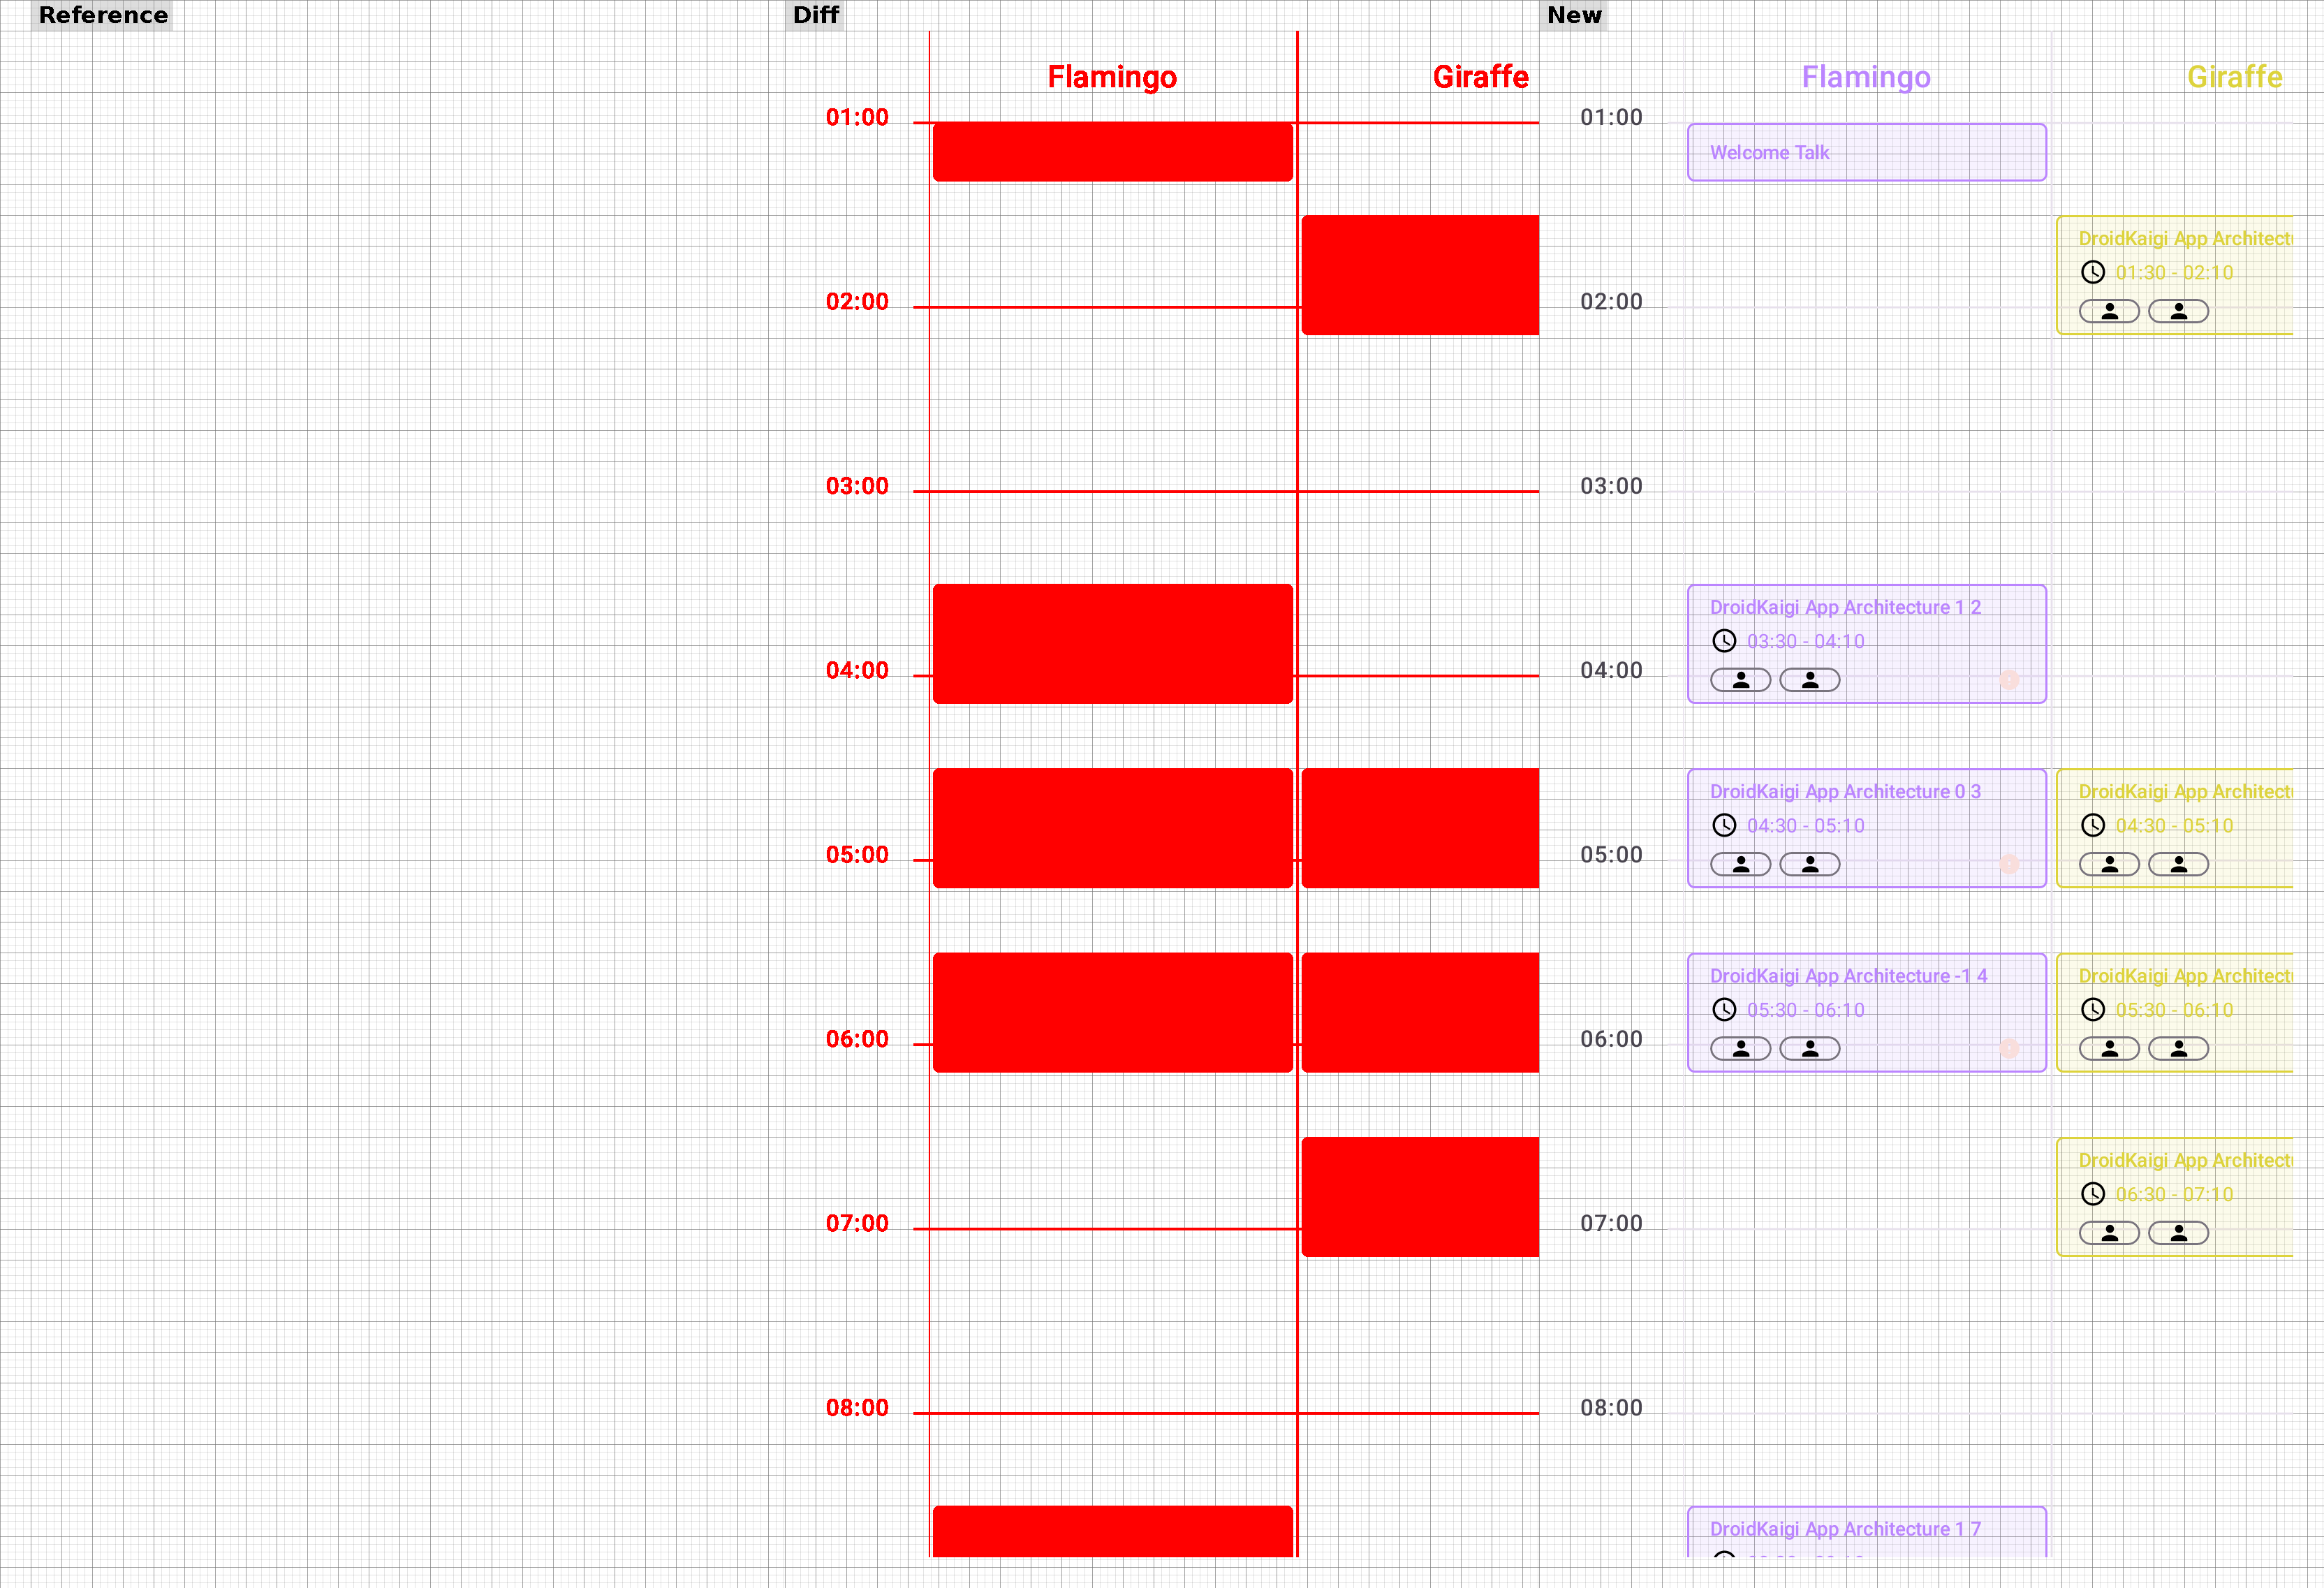 Reference
Diff
New
Flamingo
Giraffe
01:00
02:00
03:00
04:00
05:00
06:00
07:00
08:00
Flamingo
Giraffe
01:00
Welcome Talk
DroidKaigi App Architect
01:30 - 02:10
02:00
03:00
DroidKaigi App Architecture 1 2
03:30 - 04:10
04:00
DroidKaigi App Architecture 0 3
04:30 - 05:10
DroidKaigi App Architect
04:30 - 05:10
05:00
DroidKaigi App Architecture -1 4
05:30 - 06:10
DroidKaigi App Architect
05:30 - 06:10
06:00
DroidKaigi App Architect
06:30 - 07:10
07:00
08:00
DroidKaigi App Architecture 1 7